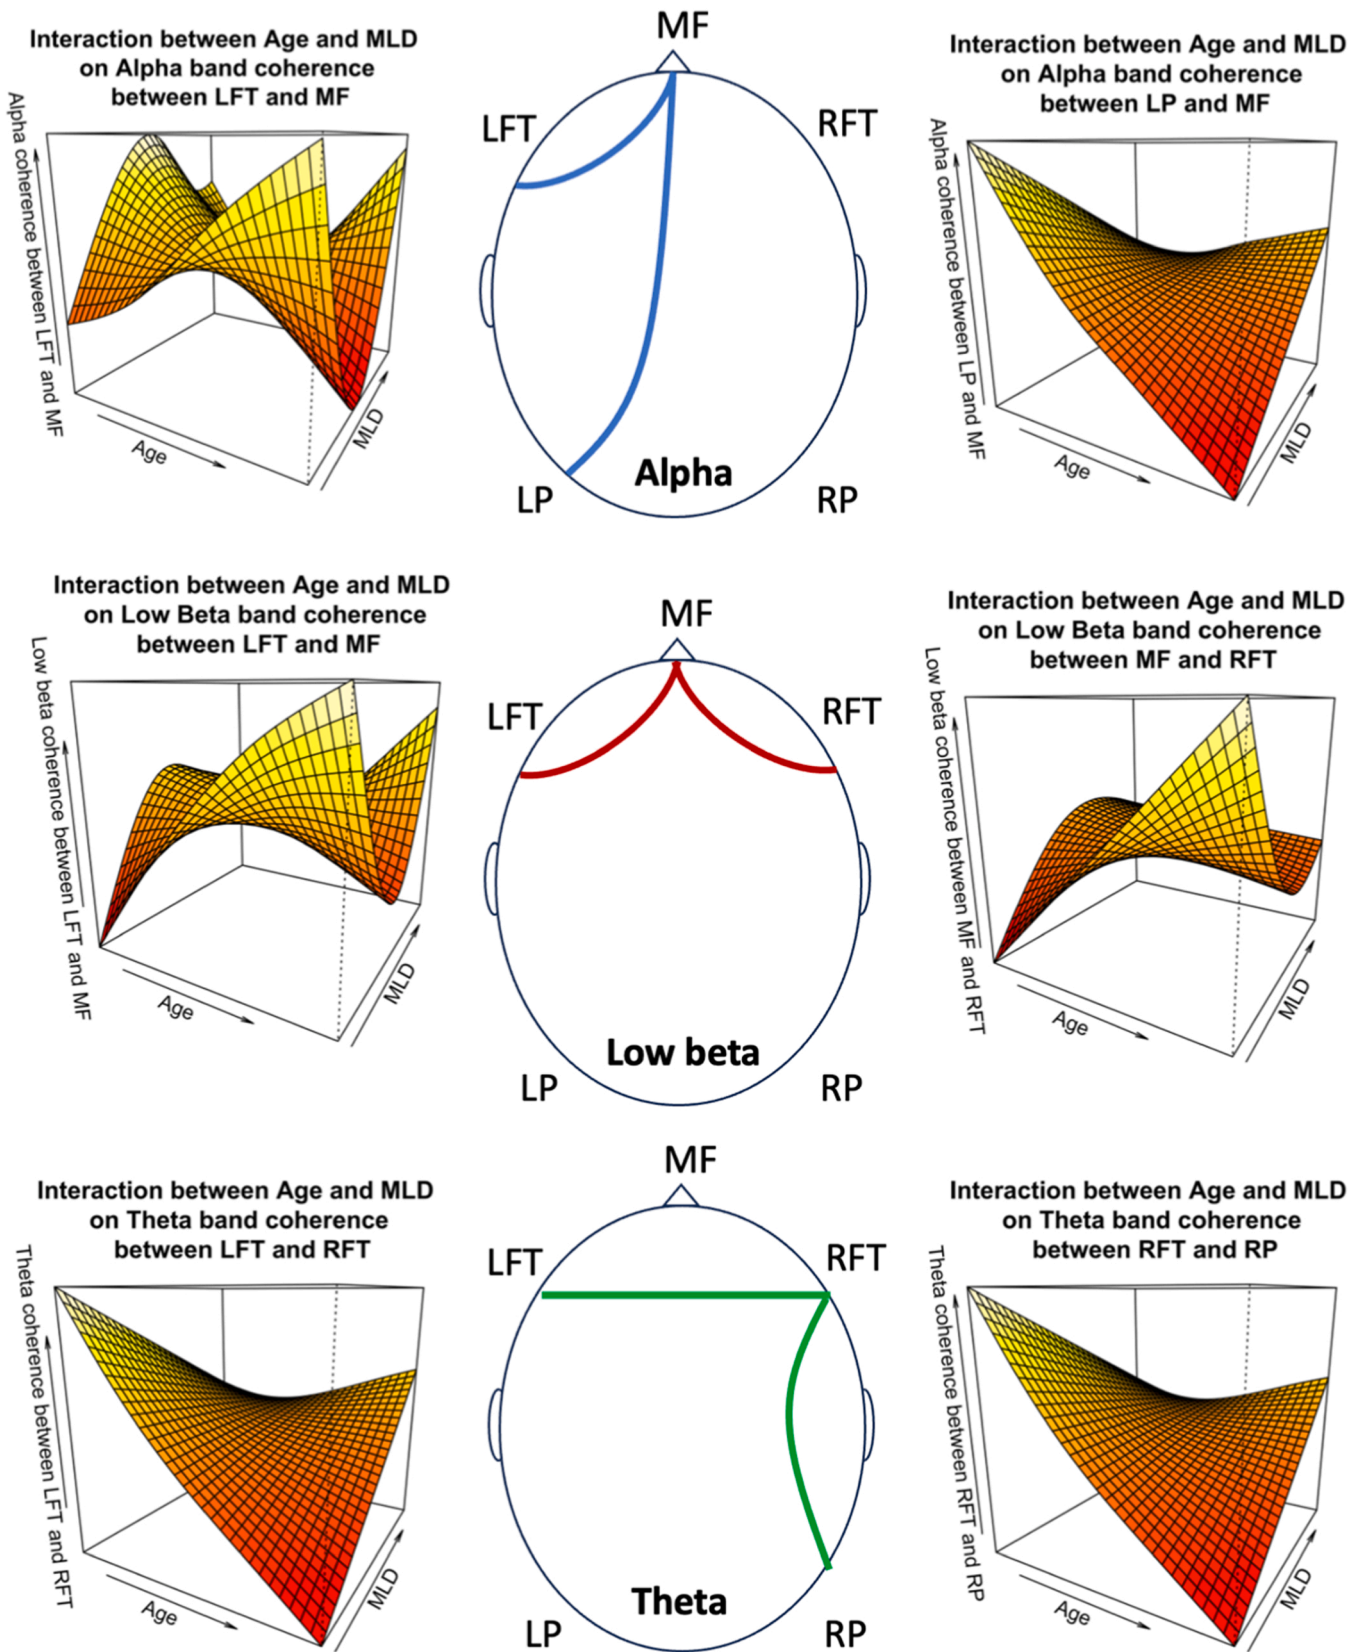 Interaction between Age and MLD
on Alpha band coherence
between LFT and MF
Alpha coherence between LFT and MF
Age
MLD
MF
LFT
RFT
LP
Alpha
RP
Interaction between Age and MLD
on Alpha band coherence
between LP and MF
Alpha coherence between LP and MF
Age
MLD
Interaction between Age and MLD
on Low Beta band coherence
between LFT and MF
Low beta coherence between LFT and MF
Age
MLD
MF
LFT
RFT
Low beta
LP
RP
Interaction between Age and MLD
on Low Beta band coherence
between MF and RFT
Low beta coherence between MF and RFT
Age
MLD
Interaction between Age and MLD
on Theta band coherence
between LFT and RFT
Theta coherence between LFT and RFT
Age
MLD
MF
LFT
RFT
Theta
LP
RP
Interaction between Age and MLD
on Theta band coherence
between RFT and RP
Theta coherence between RFT and RP
Age
MLD